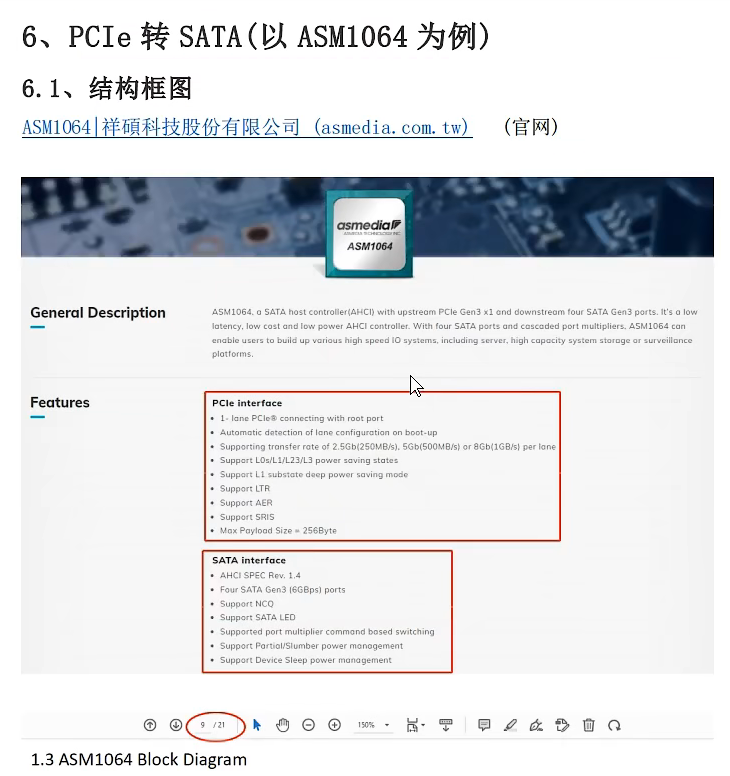 6、PCIe 转 SATA(以 ASM1064 为例)
6.1、结构框图
ASM1064|祥碩科技股份有限公司 (asmedia.com.tw) (官网)
asmedia
ASMEDIA TECHNOLOGY INC.
ASM1064
General Description
ASM1064, a SATA host controller(AHCI) with upstream PCIe Gen3 x1 and downstream four SATA Gen3 ports. It's a low
latency, low cost and low power AHCI controller. With four SATA ports and cascaded port multipliers, ASM1064 can
enable users to build up various high speed IO systems, including server, high capacity system storage or surveillance
platforms.
Features
PCIe interface
• 1- lane PCIe® connecting with root port
• Automatic detection of lane configuration on boot-up
• Supporting transfer rate of 2.5Gb(250MB/s), 5Gb(500MB/s) or 8Gb(1GB/s) per lane
• Support L0s/L1/L23/L3 power saving states
• Support L1 substate deep power saving mode
• Support LTR
• Support AER
• Support SRIS
• Max Payload Size = 256Byte
SATA interface
• AHCI SPEC Rev. 1.4
• Four SATA Gen3 (6GBps) ports
• Support NCQ
• Support SATA LED
• Supported port multiplier command based switching
• Support Partial/Slumber power management
• Support Device Sleep power management
9 / 21 150%
1.3 ASM1064 Block Diagram